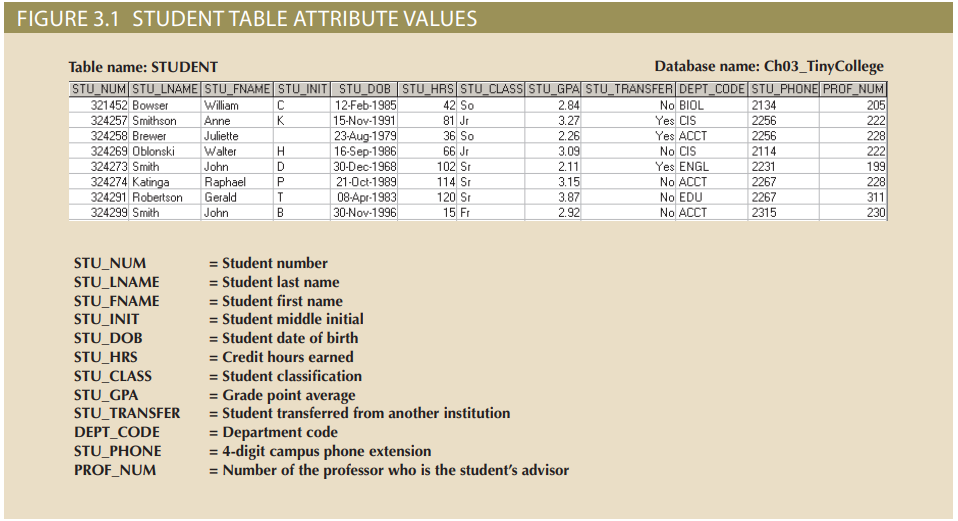 FIGURE 3.1 STUDENT TABLE ATTRIBUTE VALUES
Table name: STUDENT Database name: Ch03_TinyCollege
STU_NUM STU_LNAME STU_FNAME STU_INIT STU_DOB STU_HRS STU_CLASS STU_GPA STU_TRANSFER DEPT_CODE STU_PHONE PROF_NUM
321452 Bowser William C 12-Feb-1985 42 So 2.84 No BIOL 2134 205
324257 Smithson Anne K 15-Nov-1991 81 Jr 3.27 Yes CIS 2256 222
324258 Brewer Juliette 23-Aug-1979 36 So 2.26 Yes ACCT 2256 228
324269 Oblonski Walter H 16-Sep-1986 66 Jr 3.09 No CIS 2114 222
324273 Smith John D 30-Dec-1968 102 Sr 2.11 Yes ENGL 2231 199
324274 Katinga Raphael P 21-Oct-1989 114 Sr 3.15 No ACCT 2267 228
324291 Robertson Gerald T 08-Apr-1983 120 Sr 3.87 No EDU 2267 311
324299 Smith John B 30-Nov-1996 15 Fr 2.92 No ACCT 2315 230
STU_NUM = Student number
STU_LNAME = Student last name
STU_FNAME = Student first name
STU_INIT = Student middle initial
STU_DOB = Student date of birth
STU_HRS = Credit hours earned
STU_CLASS = Student classification
STU_GPA = Grade point average
STU_TRANSFER = Student transferred from another institution
DEPT_CODE = Department code
STU_PHONE = 4-digit campus phone extension
PROF_NUM = Number of the professor who is the student’s advisor